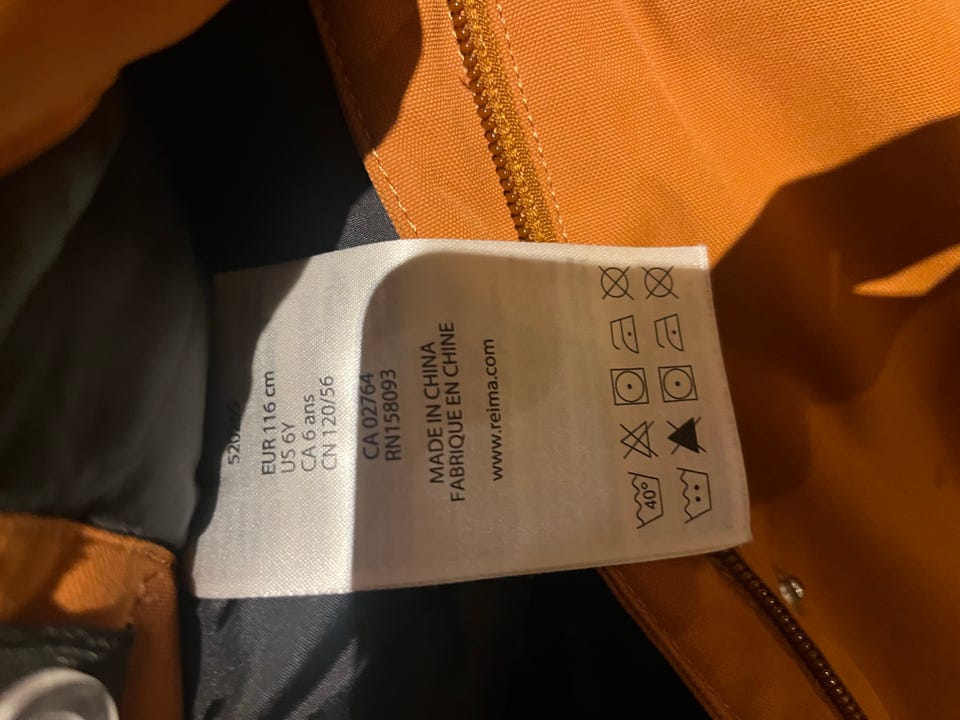 EUR 116 cm
US 6Y
CA 6 ans
CN 120/56
CA 02764
RN158093
MADE IN CHINA
FABRIQUE EN CHINE
www.reima.com
40°